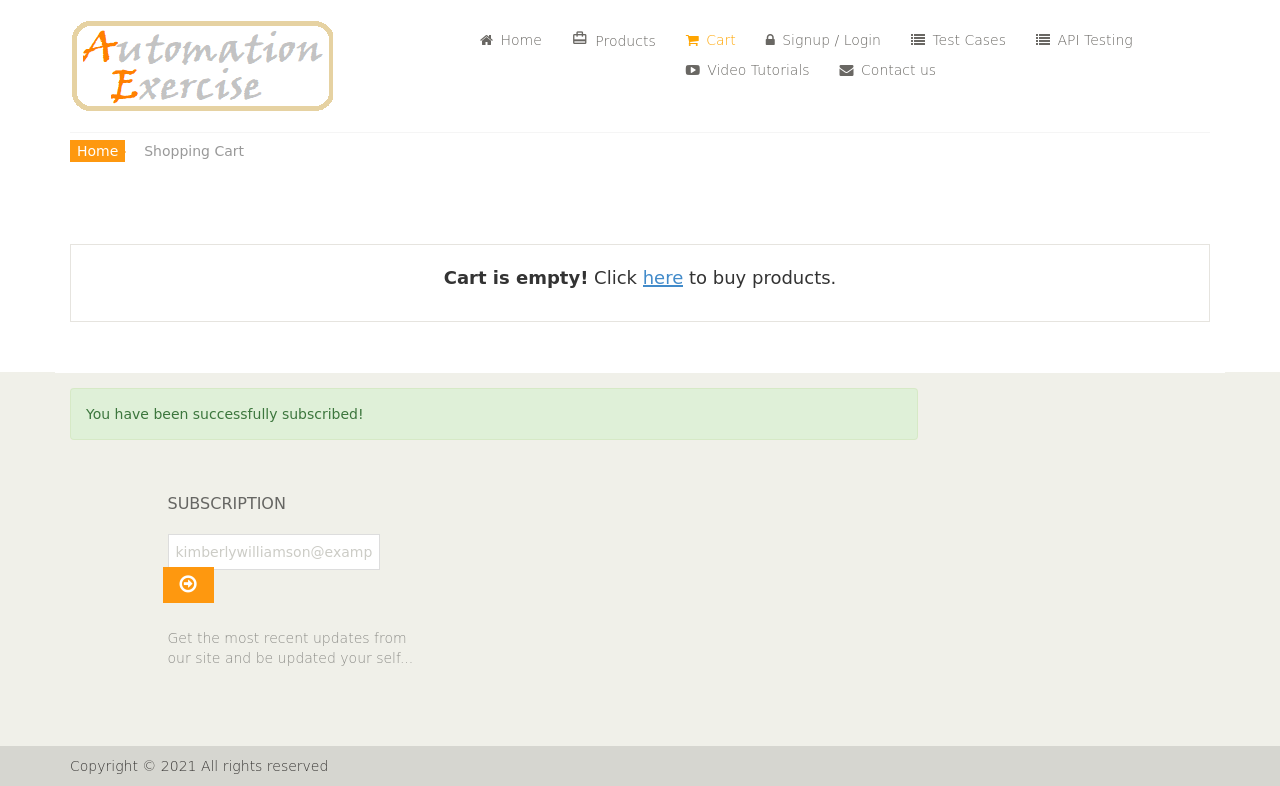 Automation
Exercise
Home
Products
Cart
Signup / Login
Test Cases
API Testing
Video Tutorials
Contact us
Home
Shopping Cart
Cart is empty! Click here to buy products.
You have been successfully subscribed!
SUBSCRIPTION
kimberlywilliamson@examp
Get the most recent updates from
our site and be updated your self...
Copyright © 2021 All rights reserved